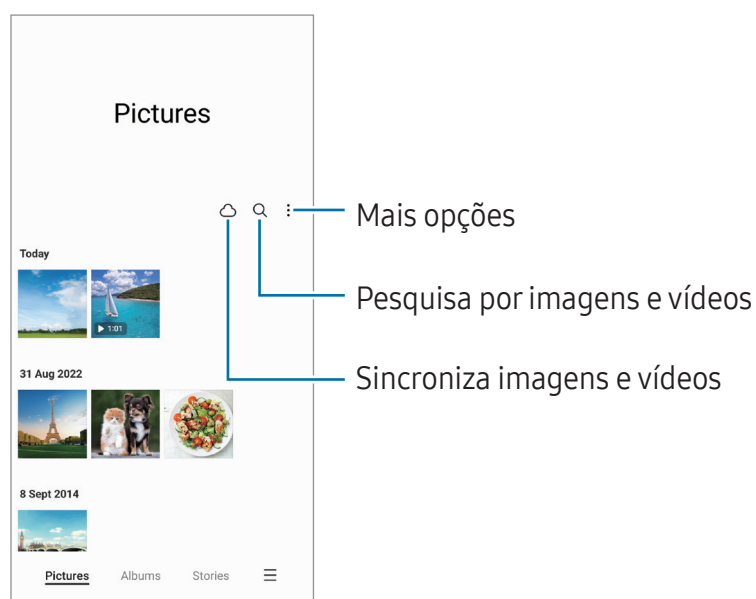 Pictures
Mais opções
Today
1:01
Pesquisa por imagens e vídeos
31 Aug 2022
Sincroniza imagens e vídeos
8 Sept 2014
Pictures Albums Stories